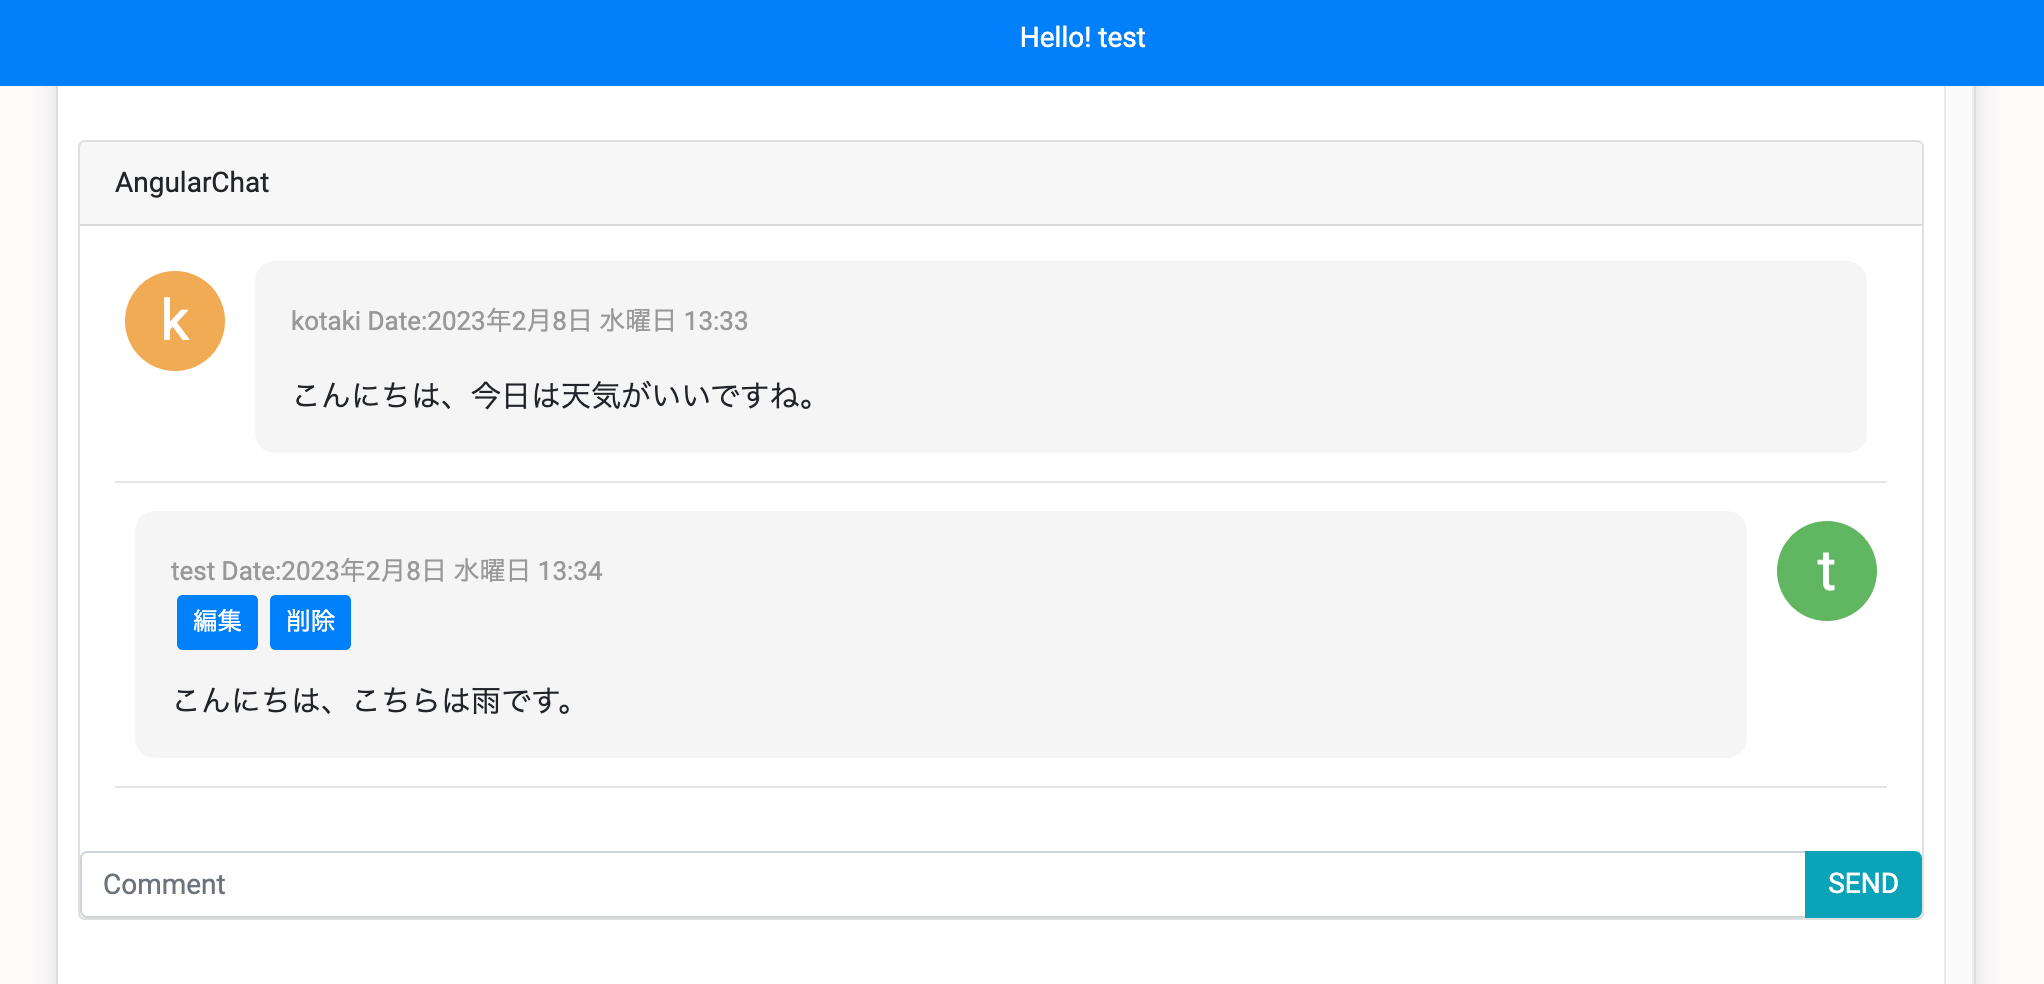 Hello! test
AngularChat
k
kotaki Date:2023年2月8日 水曜日 13:33
こんにちは、今日は天気がいいですね。
test Date:2023年2月8日 水曜日 13:34
t
編集 削除
こんにちは、こちらは雨です。
Comment
SEND